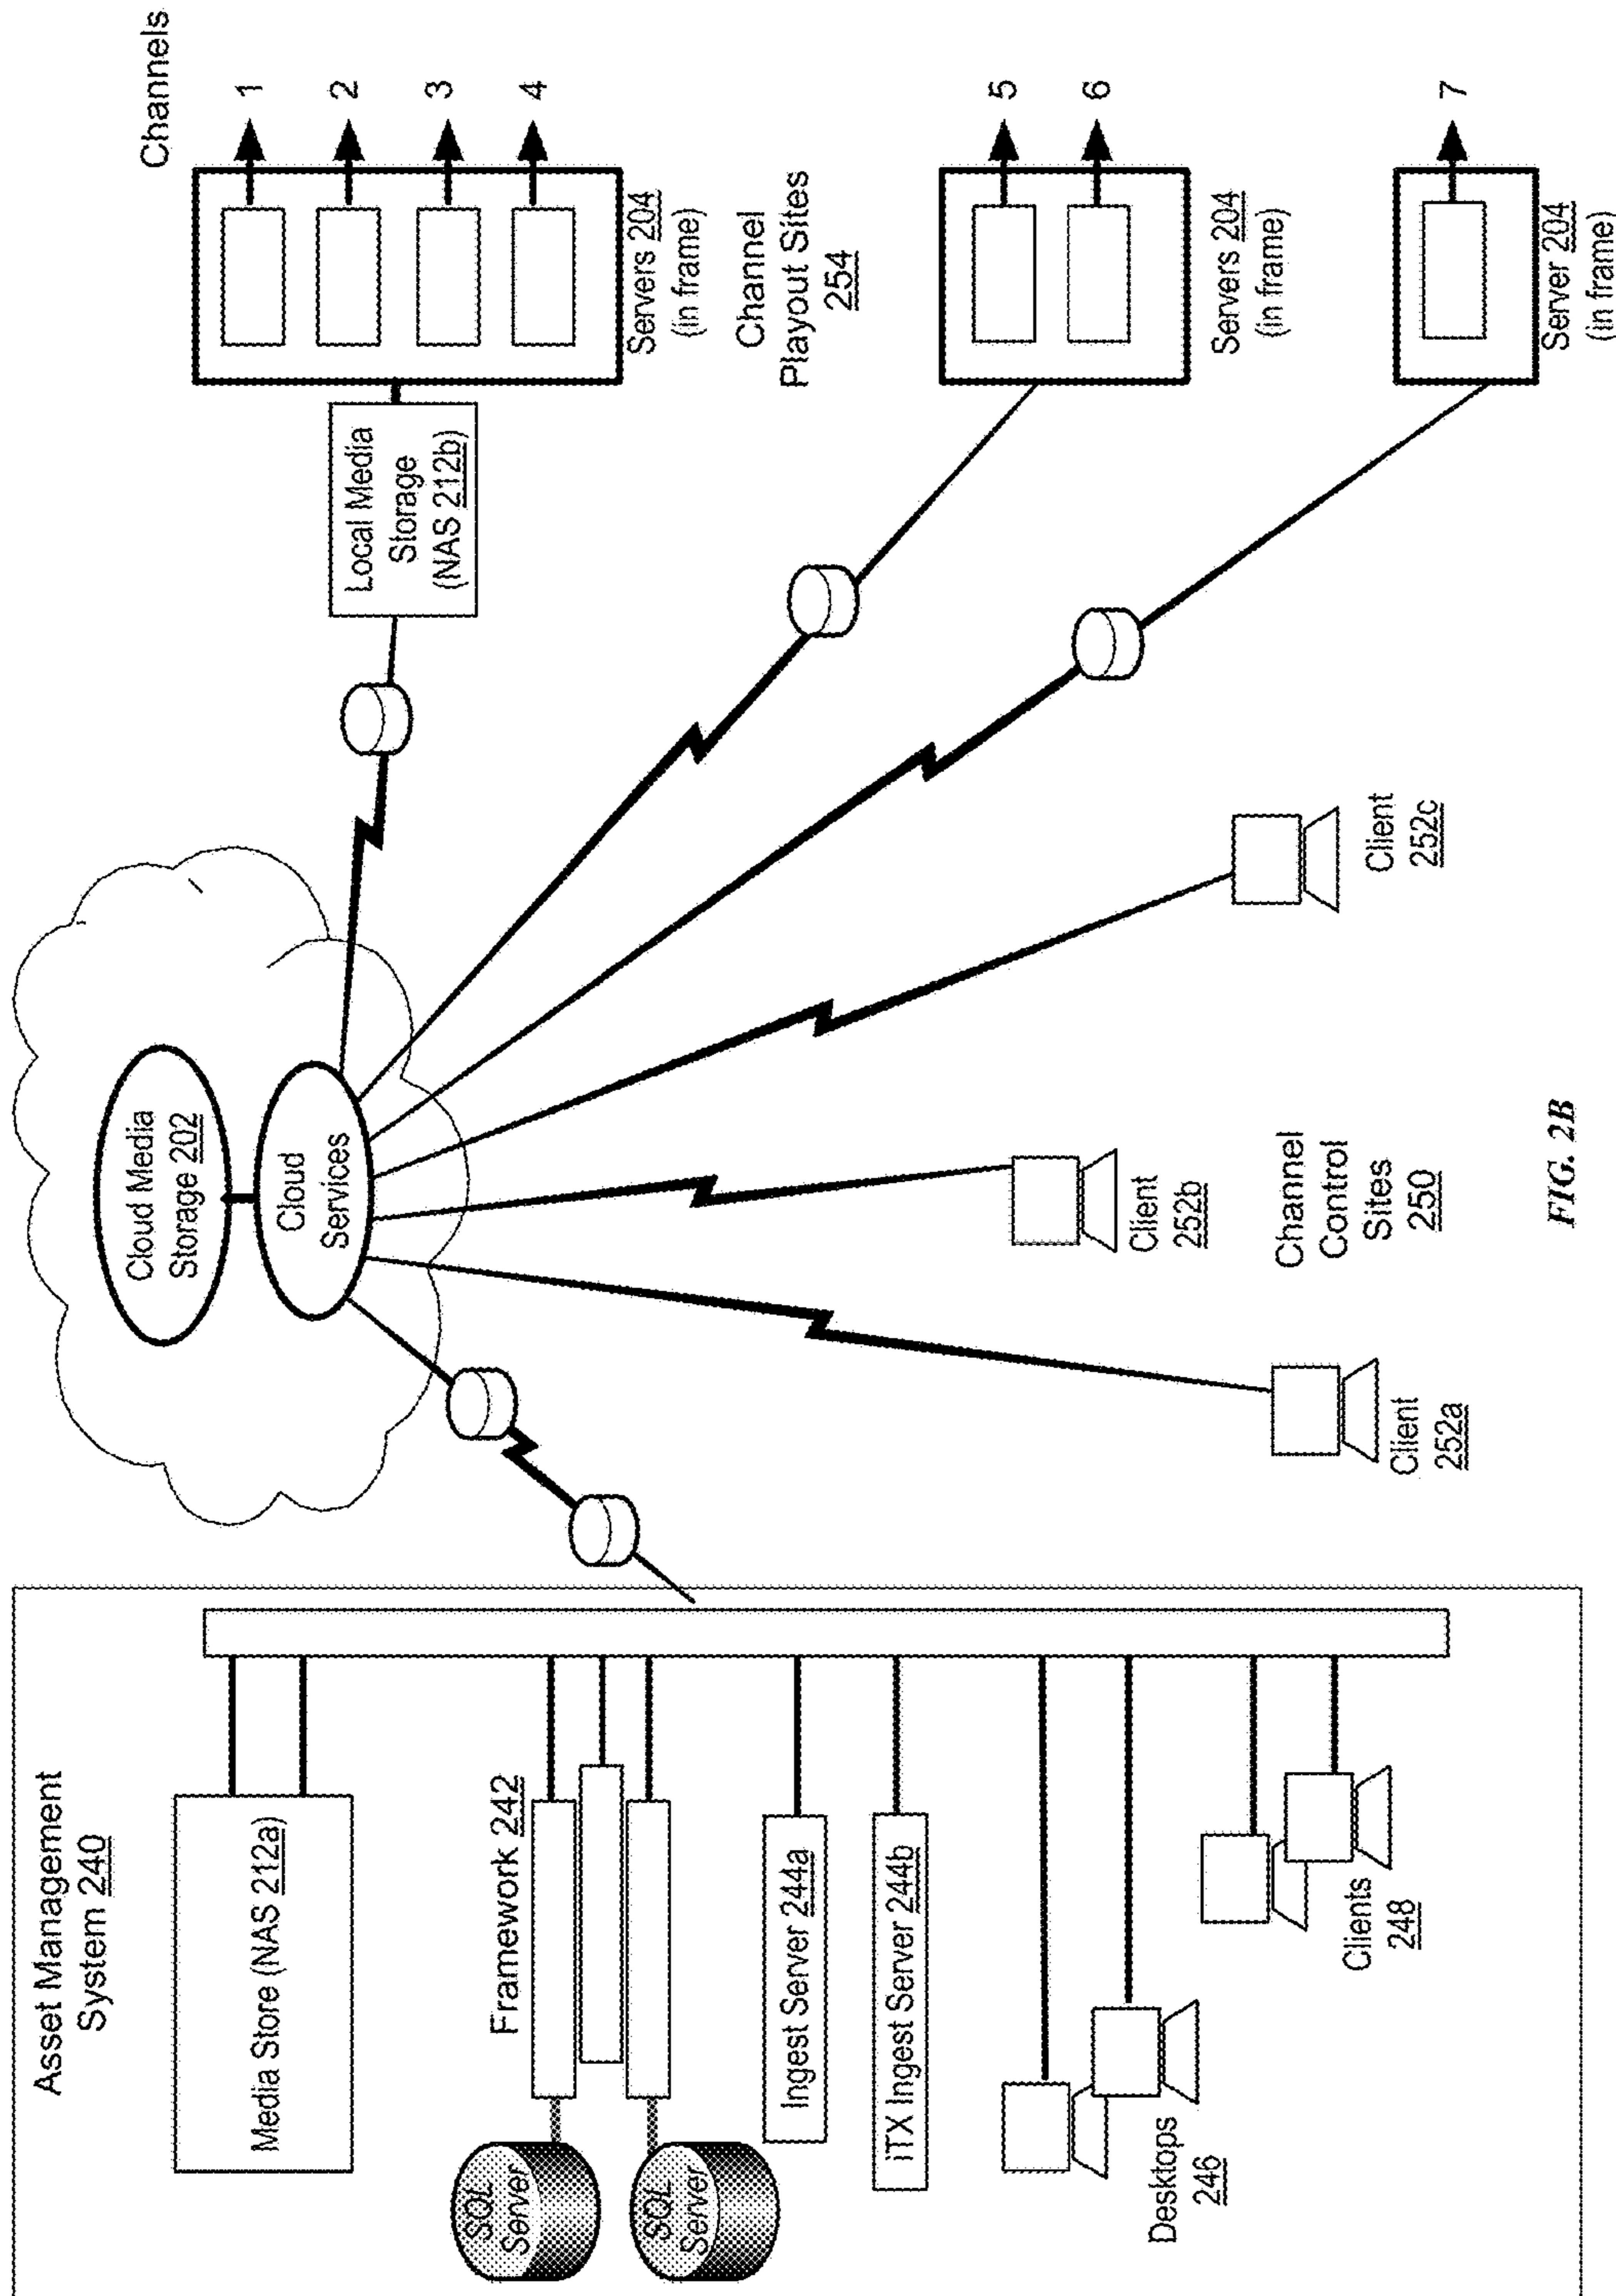 Asset Management
System 240
Media Store (NAS 212a)
Framework 242
SQL
Server
SQL
Server
Ingest Server 244a
iTX Ingest Server 244b
Desktops
246
Clients
248
Cloud Media
Storage 202
Cloud
Services
Client
252a
Client
252b
Client
252c
Channel
Control
Sites
250
Local Media
Storage
(NAS 212b)
Channels
1
2
3
4
Servers 204
(in frame)
Channel
Playout Sites
254
5
6
Servers 204
(in frame)
7
Server 204
(in frame)
FIG. 2B